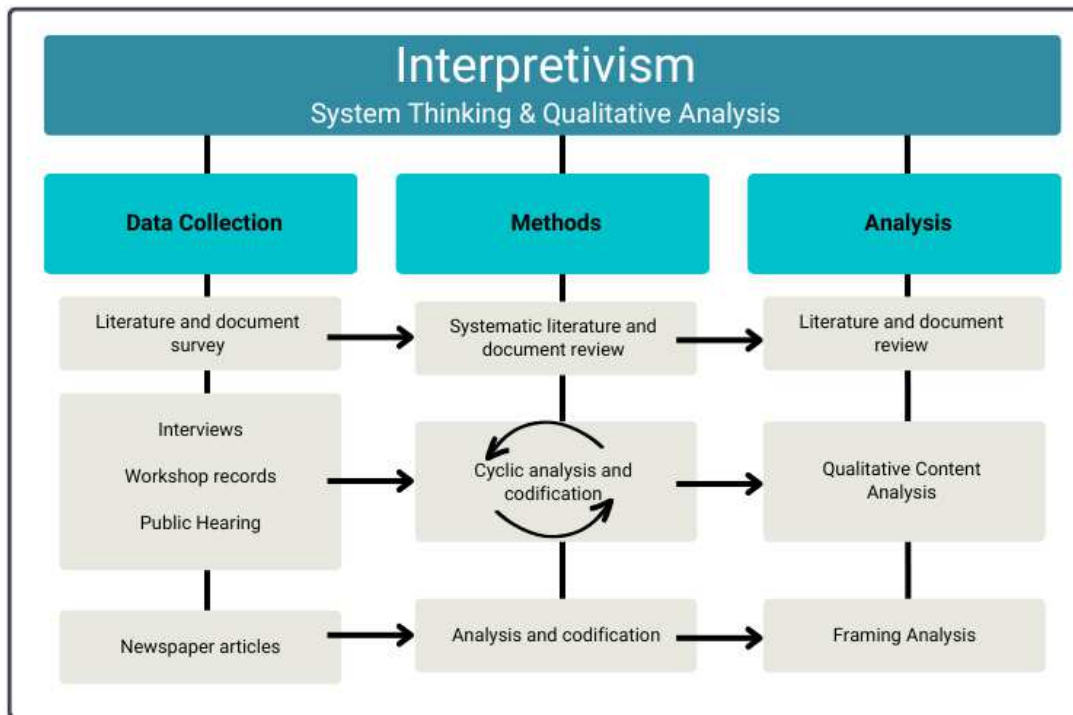 Interpretivism
System Thinking & Qualitative Analysis
Data Collection
Methods
Analysis
Literature and document
survey
Systematic literature and
document review
Literature and document
review
Interviews
Workshop records
Public Hearing
Cyclic analysis and
codification
Qualitative Content
Analysis
Newspaper articles
Analysis and codification
Framing Analysis